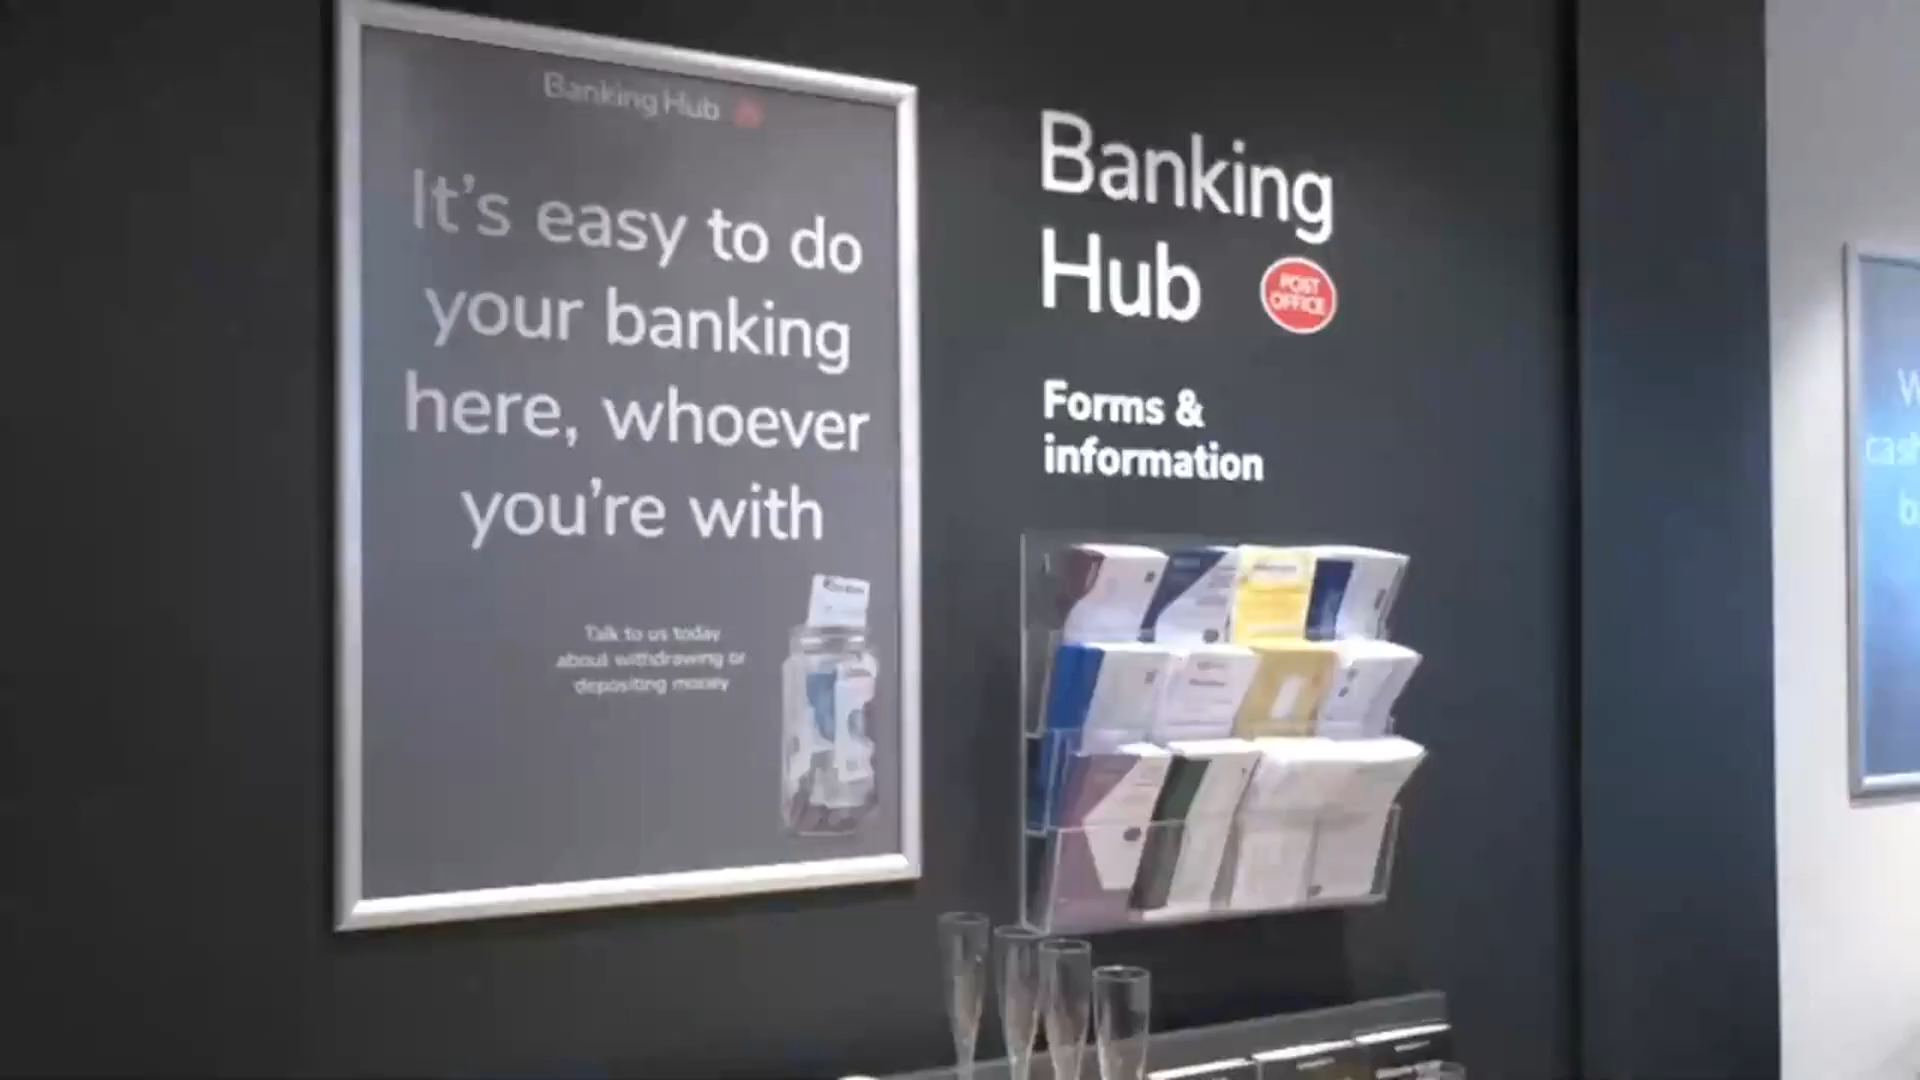 Banking Hub
It's easy to do
your banking
here, whoever
you're with
Talk to us today
about withdrawing or
depositing money
Banking
Hub
POST
OFFICE
Forms &
information